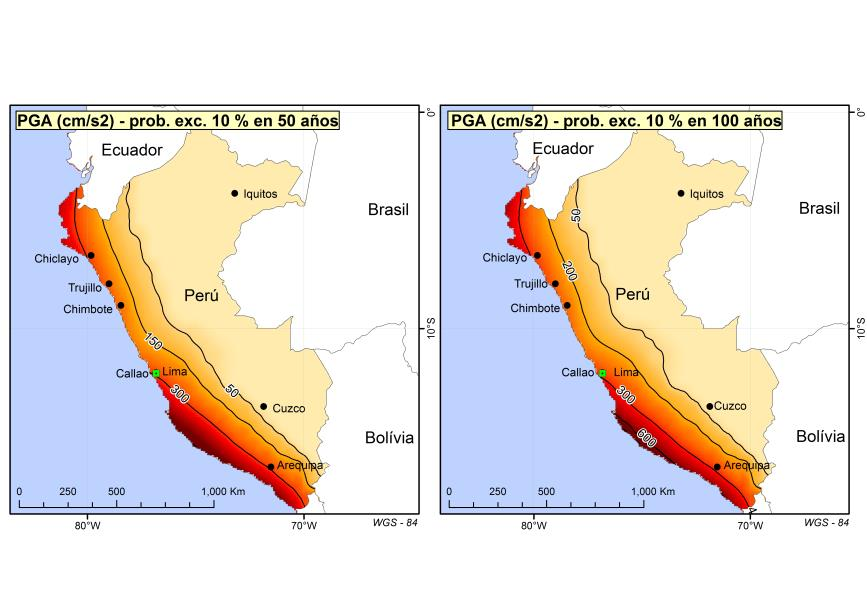 PGA (cm/s2) - prob. exc. 10 % en 50 años
0°
Ecuador
Iquitos
Brasil
Chiclayo
Trujillo
Perú
Chimbote
10°S
150
Callao
Lima
300
50
Cuzco
Bolívia
Arequipa
0 250 500 1,000 Km
80°W
70°W
WGS - 84
PGA (cm/s2) - prob. exc. 10 % en 100 años
0°
Ecuador
Iquitos
50
Brasil
Chiclayo
200
Trujillo
Perú
Chimbote
10°S
Callao
Lima
300
Cuzco
600
Bolívia
Arequipa
0 250 500 1,000 Km
80°W
70°W
WGS - 84